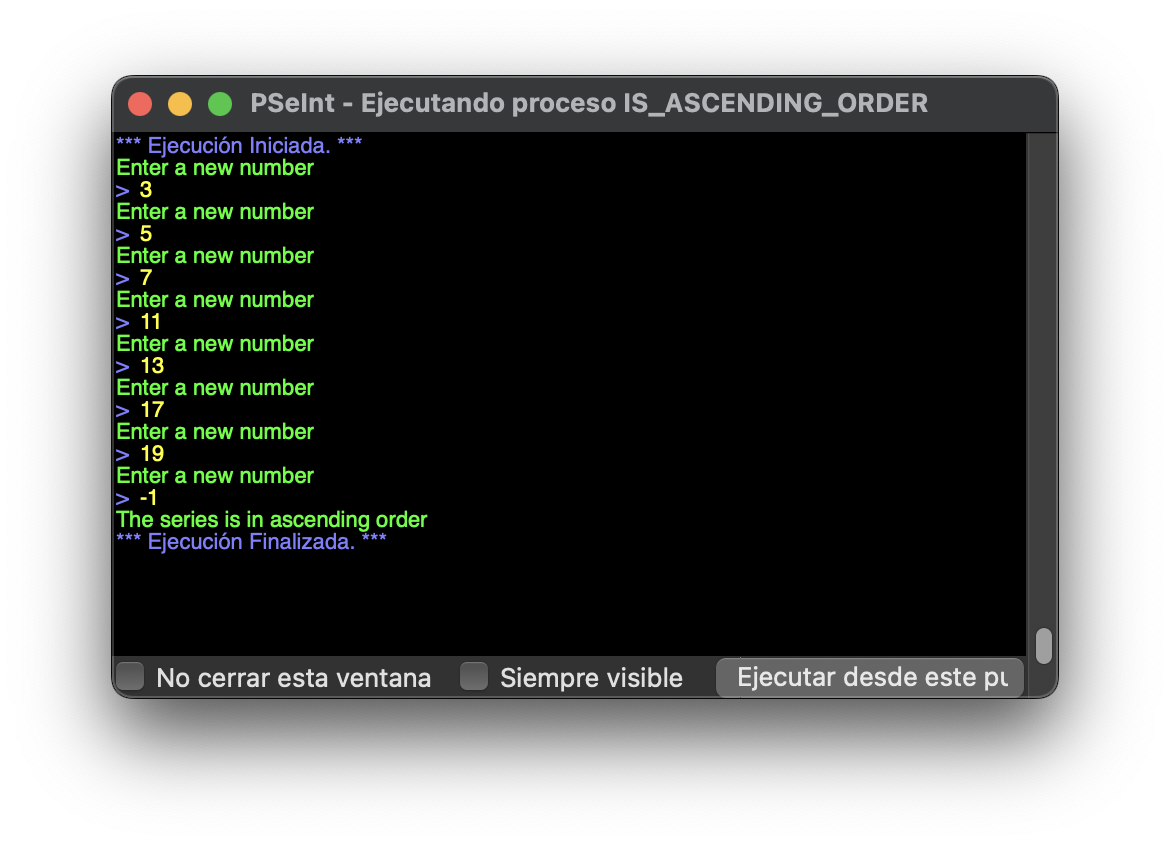 PSeInt - Ejecutando proceso IS_ASCENDING_ORDER
*** Ejecución Iniciada. ***
Enter a new number
> 3
Enter a new number
> 5
Enter a new number
> 7
Enter a new number
> 11
Enter a new number
> 13
Enter a new number
> 17
Enter a new number
> 19
Enter a new number
> -1
The series is in ascending order
*** Ejecución Finalizada. ***
No cerrar esta ventana Siempre visible Ejecutar desde este pu